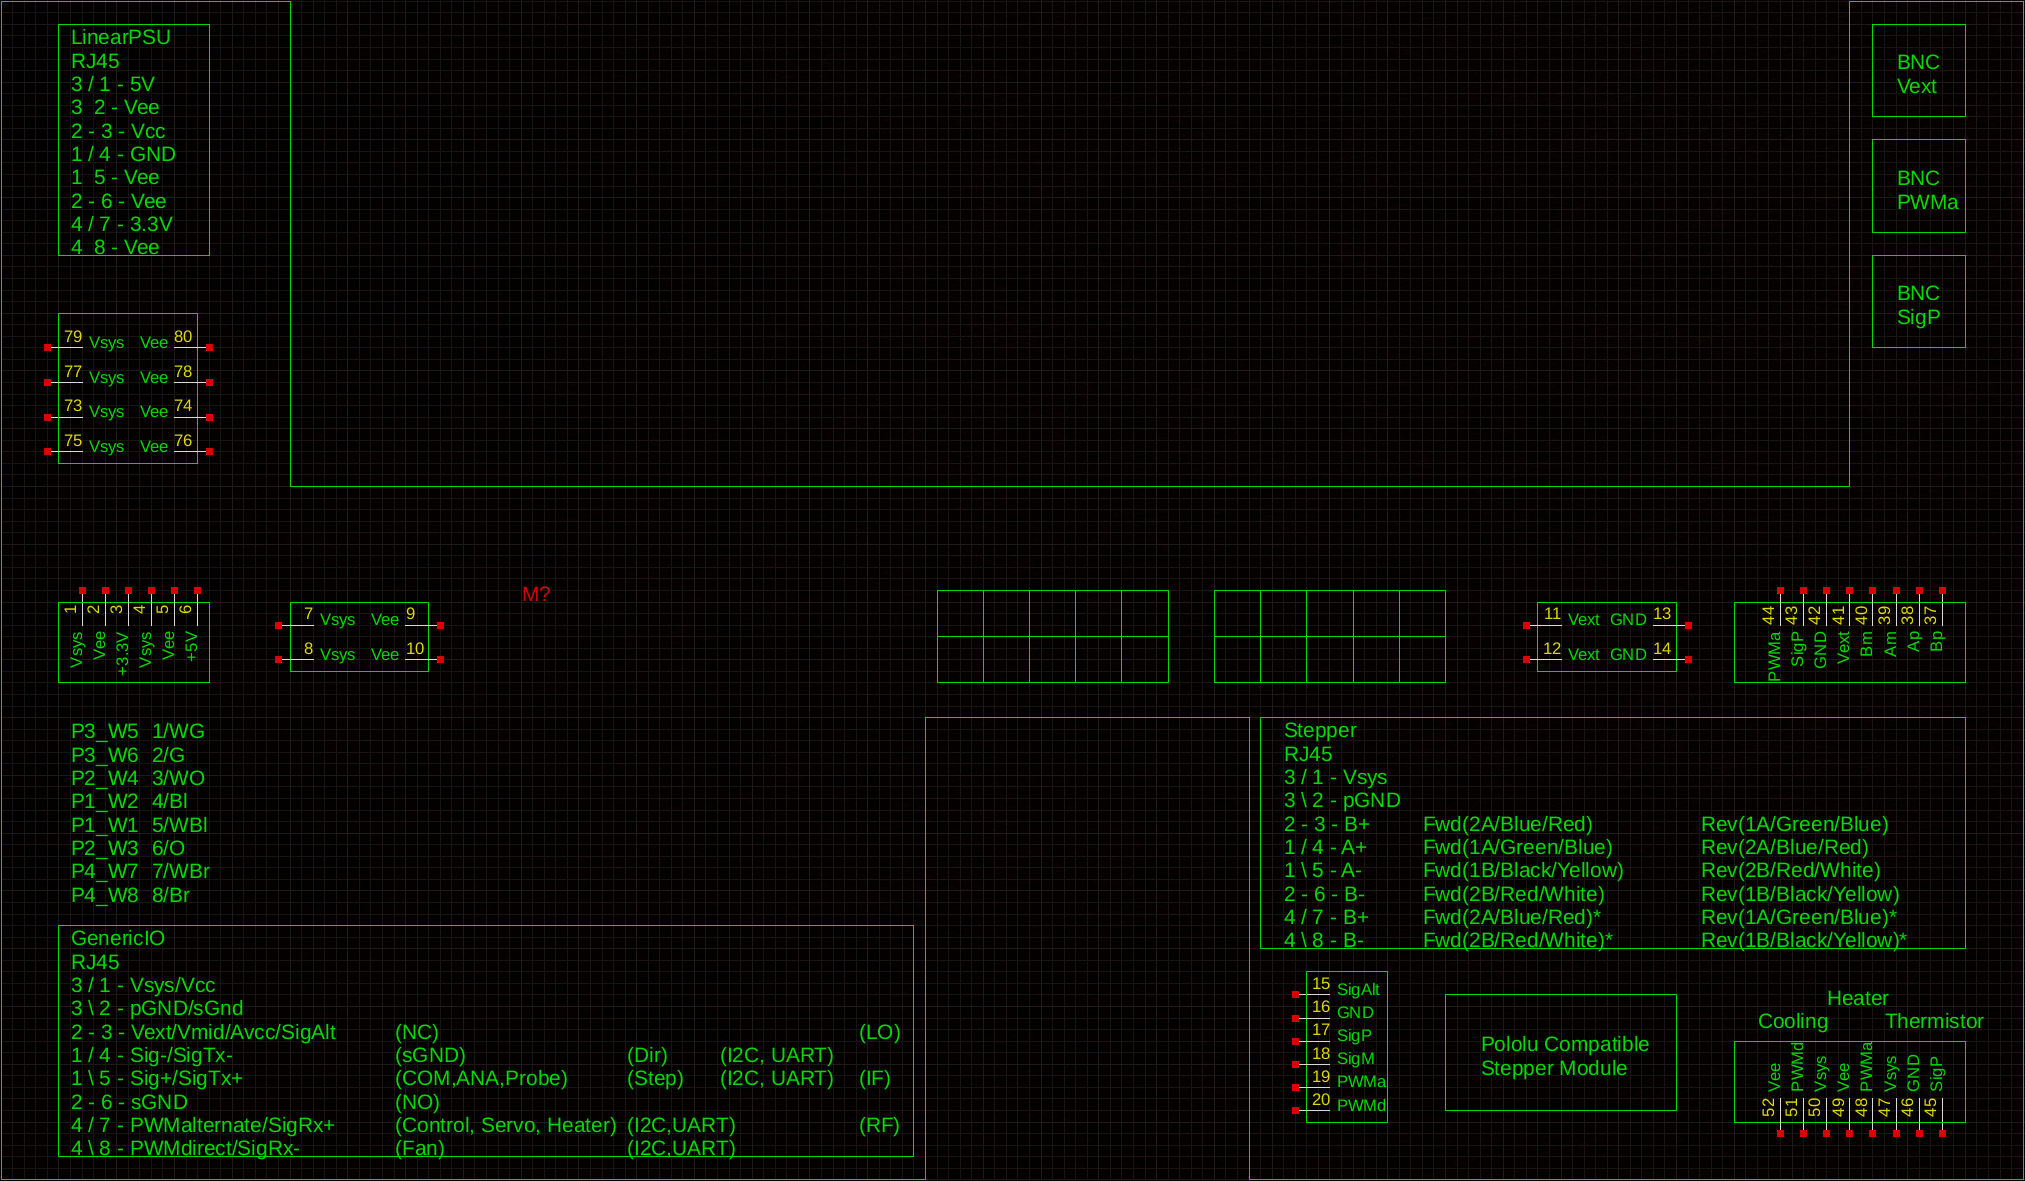 LinearPSU
RJ45
3 / 1 - 5V
3  2 - Vee
2 - 3 - Vcc
1 / 4 - GND
1  5 - Vee
2 - 6 - Vee
4 / 7 - 3.3V
4  8 - Vee
BNC
Vext
BNC
PWMa
BNC
SigP
79 Vsys Vee 80
77 Vsys Vee 78
73 Vsys Vee 74
75 Vsys Vee 76
1 Vsys
2 Vee
3 +3.3V
4 Vsys
5 Vee
6 +5V
7 Vsys Vee 9
8 Vsys Vee 10
M?
11 Vext GND 13
12 Vext GND 14
44 PWMa
43 SigP
42 GND
41 Vext
40 Bm
39 Am
38 Ap
37 Bp
P3_W5 1/WG
P3_W6 2/G
P2_W4 3/WO
P1_W2 4/Bl
P1_W1 5/WBl
P2_W3 6/O
P4_W7 7/WBr
P4_W8 8/Br
GenericIO
RJ45
3 / 1 - Vsys/Vcc
3 \ 2 - pGND/sGnd
2 - 3 - Vext/Vmid/Avcc/SigAlt (NC) (LO)
1 / 4 - Sig-/SigTx- (sGND) (Dir) (I2C, UART)
1 \ 5 - Sig+/SigTx+ (COM,ANA,Probe) (Step) (I2C, UART) (IF)
2 - 6 - sGND (NO)
4 / 7 - PWMalternate/SigRx+ (Control, Servo, Heater) (I2C,UART) (RF)
4 \ 8 - PWMdirect/SigRx- (Fan) (I2C,UART)
Stepper
RJ45
3 / 1 - Vsys
3 \ 2 - pGND
2 - 3 - B+ Fwd(2A/Blue/Red) Rev(1A/Green/Blue)
1 / 4 - A+ Fwd(1A/Green/Blue) Rev(2A/Blue/Red)
1 \ 5 - A- Fwd(1B/Black/Yellow) Rev(2B/Red/White)
2 - 6 - B- Fwd(2B/Red/White) Rev(1B/Black/Yellow)
4 / 7 - B+ Fwd(2A/Blue/Red)* Rev(1A/Green/Blue)*
4 \ 8 - B- Fwd(2B/Red/White)* Rev(1B/Black/Yellow)*
15 SigAlt
16 GND
17 SigP
18 SigM
19 PWMa
20 PWMd
Pololu Compatible
Stepper Module
Heater
Cooling Thermistor
52 Vee
51 PWMd
50 Vsys
49 Vee
48 PWMa
47 Vsys
46 GND
45 SigP